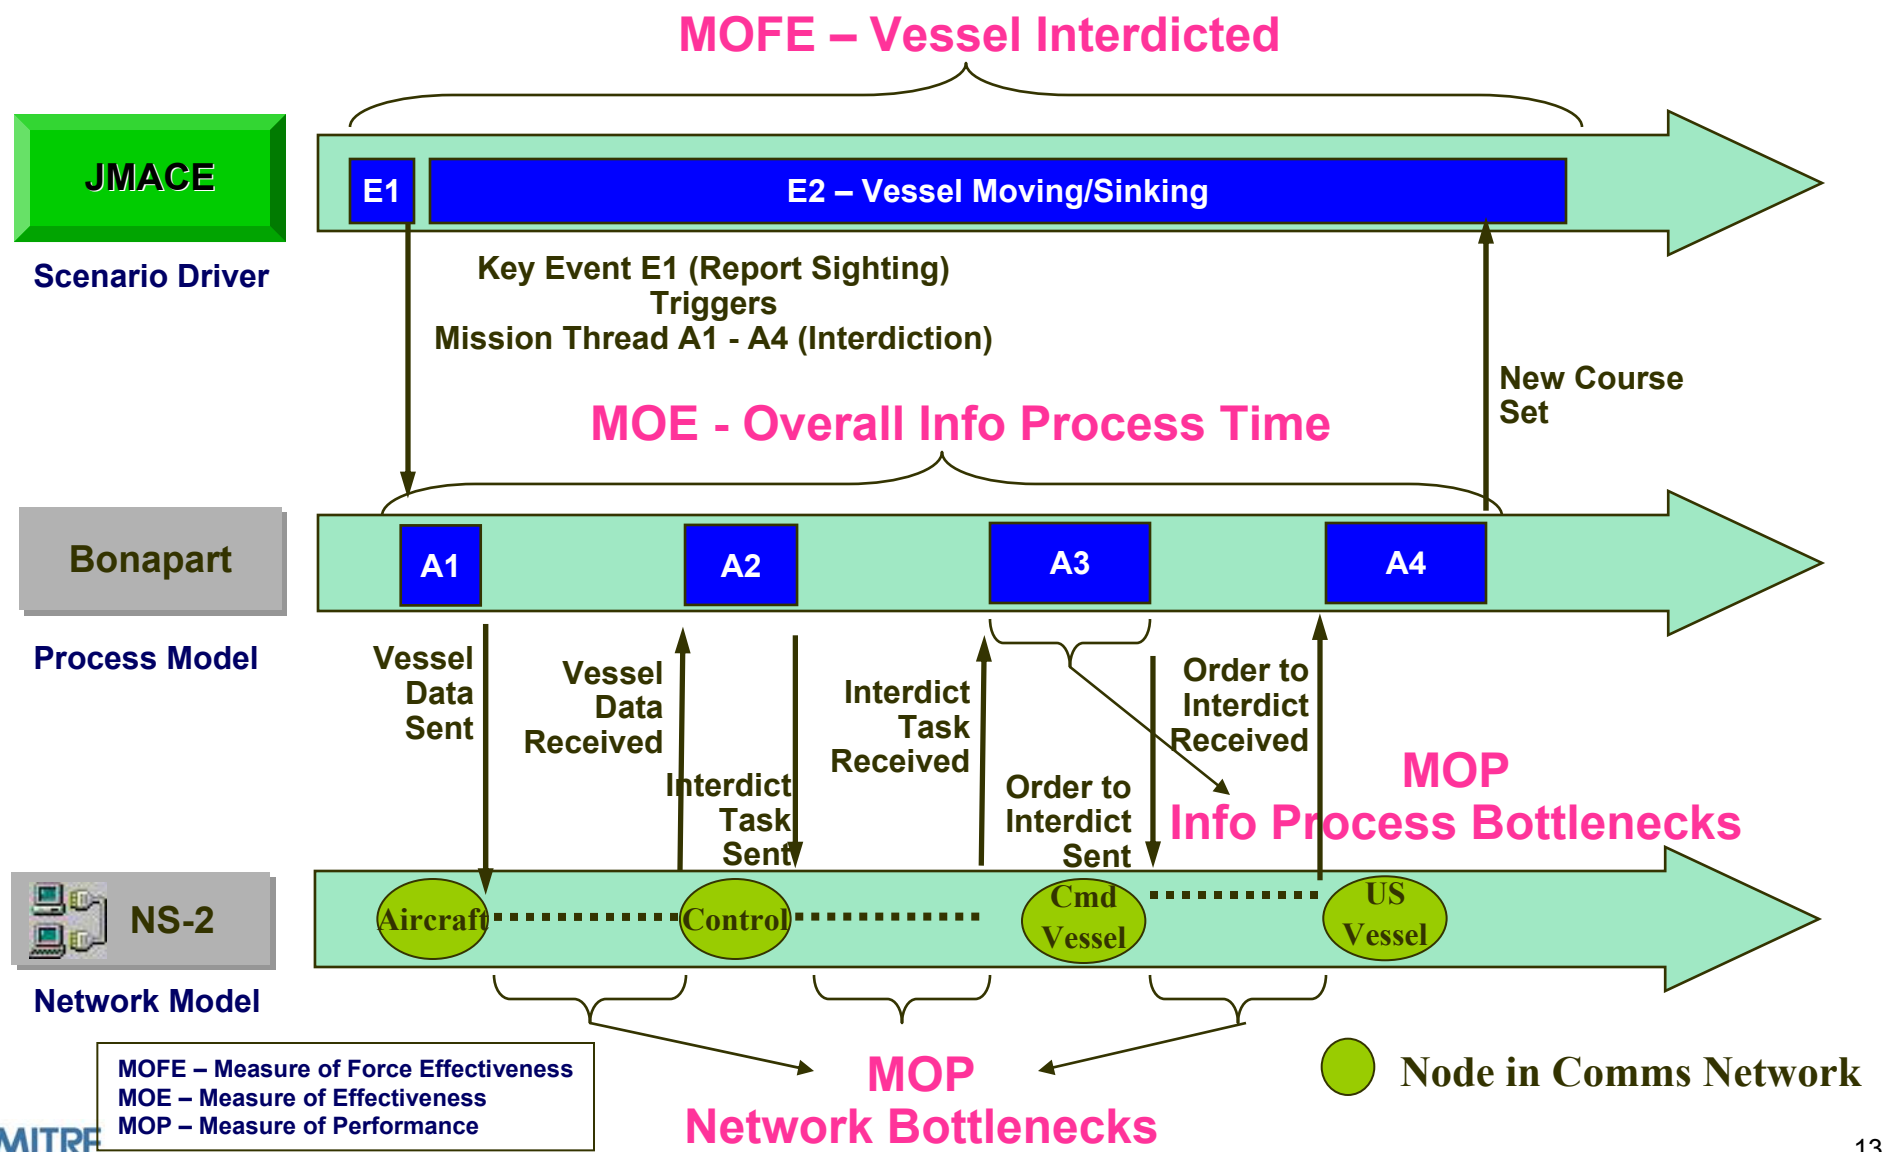 MOFE – Vessel Interdicted
JMACE
E1
E2 – Vessel Moving/Sinking
Scenario Driver
Key Event E1 (Report Sighting)
Triggers
Mission Thread A1 - A4 (Interdiction)
New Course
Set
MOE - Overall Info Process Time
Bonapart
A1
A2
A3
A4
Process Model
Vessel
Data
Sent
Vessel
Data
Received
Interdict
Task
Sent
Interdict
Task
Received
Order to
Interdict
Sent
Order to
Interdict
Received
MOP
Info Process Bottlenecks
NS-2
Aircraft
Control
Cmd
Vessel
US
Vessel
Network Model
MOFE – Measure of Force Effectiveness
MOE – Measure of Effectiveness
MOP – Measure of Performance
MOP
Network Bottlenecks
Node in Comms Network
MITRE
13